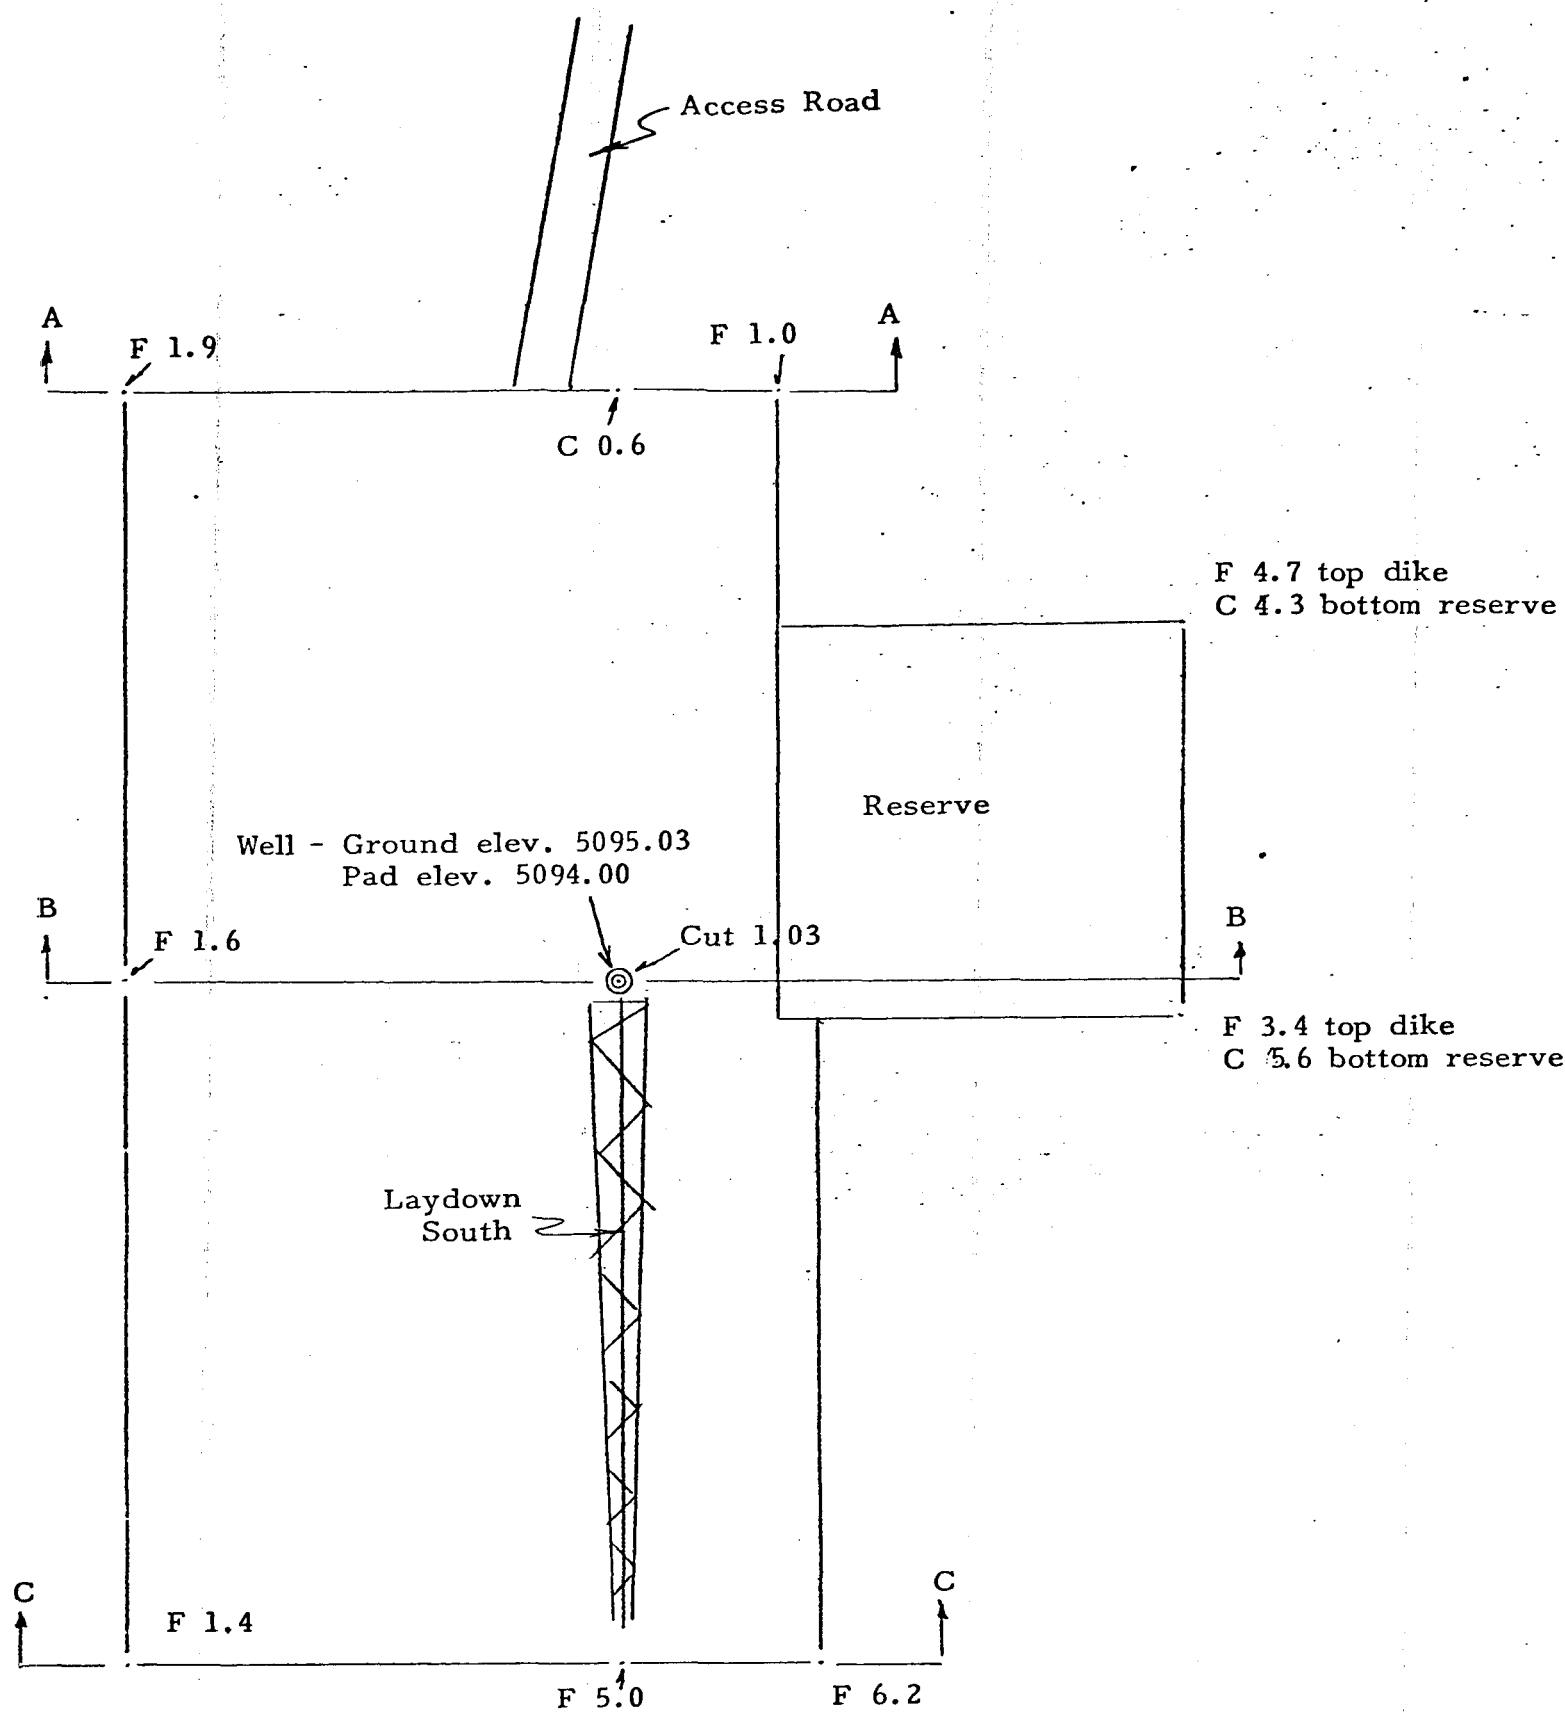 Access Road
A
A
F 1.9
F 1.0
C 0.6
F 4.7 top dike
C 4.3 bottom reserve
Reserve
Well - Ground elev. 5095.03
Pad elev. 5094.00
B
B
F 1.6
Cut 1.03
F 3.4 top dike
C 5.6 bottom reserve
Laydown
South
C
C
F 1.4
F 5.0
F 6.2